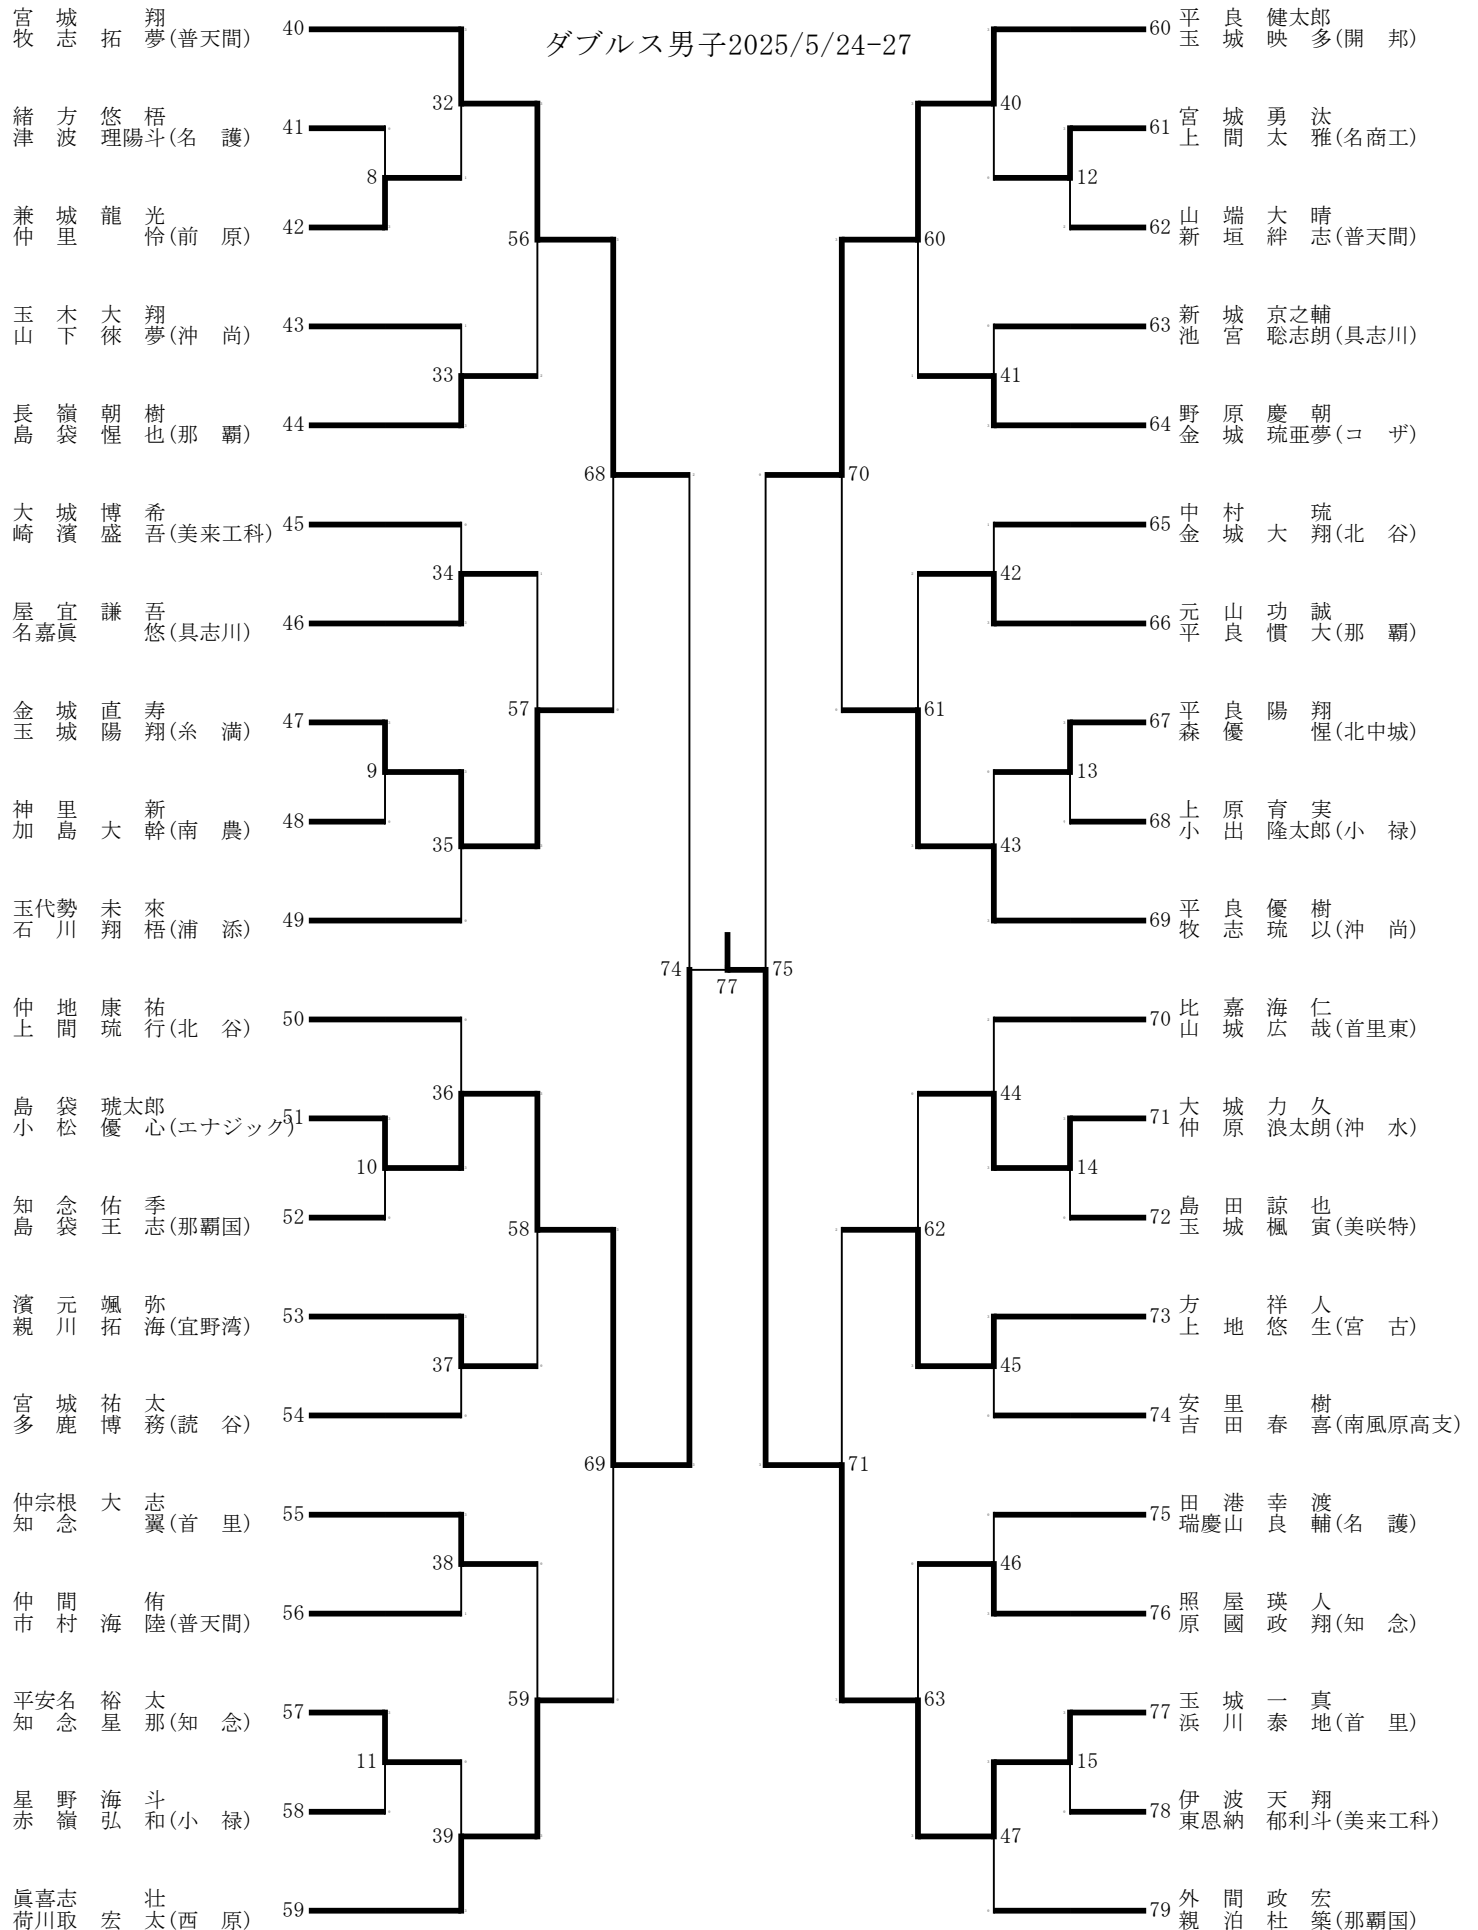 ダブルス男子2025/5/24-27
宮城 翔
牧志拓夢(普天間) 40
緒方悠梧
津波理陽斗(名護) 41
兼城龍光
仲里 怜(前原) 42
玉木大翔
山下徠夢(沖尚) 43
長嶺朝樹
島袋惺也(那覇) 44
大城博希
崎濱盛吾(美来工科) 45
屋宜謙吾
名嘉眞 悠(具志川) 46
金城直寿
玉城陽翔(糸満) 47
神里 新
加島大幹(南農) 48
玉代勢未來
石川翔梧(浦添) 49
仲地康祐
上間琉行(北谷) 50
島袋琥太郎
小松優心(エナジック) 51
知念佑季
島袋王志(那覇国) 52
濱元颯弥
親川拓海(宜野湾) 53
宮城祐太
多鹿博務(読谷) 54
仲宗根大志
知念 翼(首里) 55
仲間 侑
市村海陸(普天間) 56
平安名裕太
知念星那(知念) 57
星野海斗
赤嶺弘和(小禄) 58
眞喜志 壮
荷川取宏太(西原) 59
32
8
56
33
68
34
57
9
35
74
36
10
58
37
69
38
59
11
39
77
40
12
60
41
70
42
61
13
43
75
44
14
62
45
71
46
63
15
47
60 平良健太郎
玉城映多(開邦)
61 宮城勇汰
上間太雅(名商工)
62 山端大晴
新垣絆志(普天間)
63 新城京之輔
池宮聡志朗(具志川)
64 野原慶朝
金城琉亜夢(コザ)
65 中村 琉
金城大翔(北谷)
66 元山功誠
平良慣大(那覇)
67 平良陽翔
森優 惺(北中城)
68 上原育実
小出隆太郎(小禄)
69 平良優樹
牧志琉以(沖尚)
70 比嘉海仁
山城広哉(首里東)
71 大城力久
仲原浪太朗(沖水)
72 島田諒也
玉城楓寅(美咲特)
73 方 祥人
上地悠生(宮古)
74 安里 樹
吉田春喜(南風原高支)
75 田港幸渡
瑞慶山良輔(名護)
76 照屋瑛人
原國政翔(知念)
77 玉城一真
浜川泰地(首里)
78 伊波天翔
東恩納郁利斗(美来工科)
79 外間政宏
親泊杜築(那覇国)